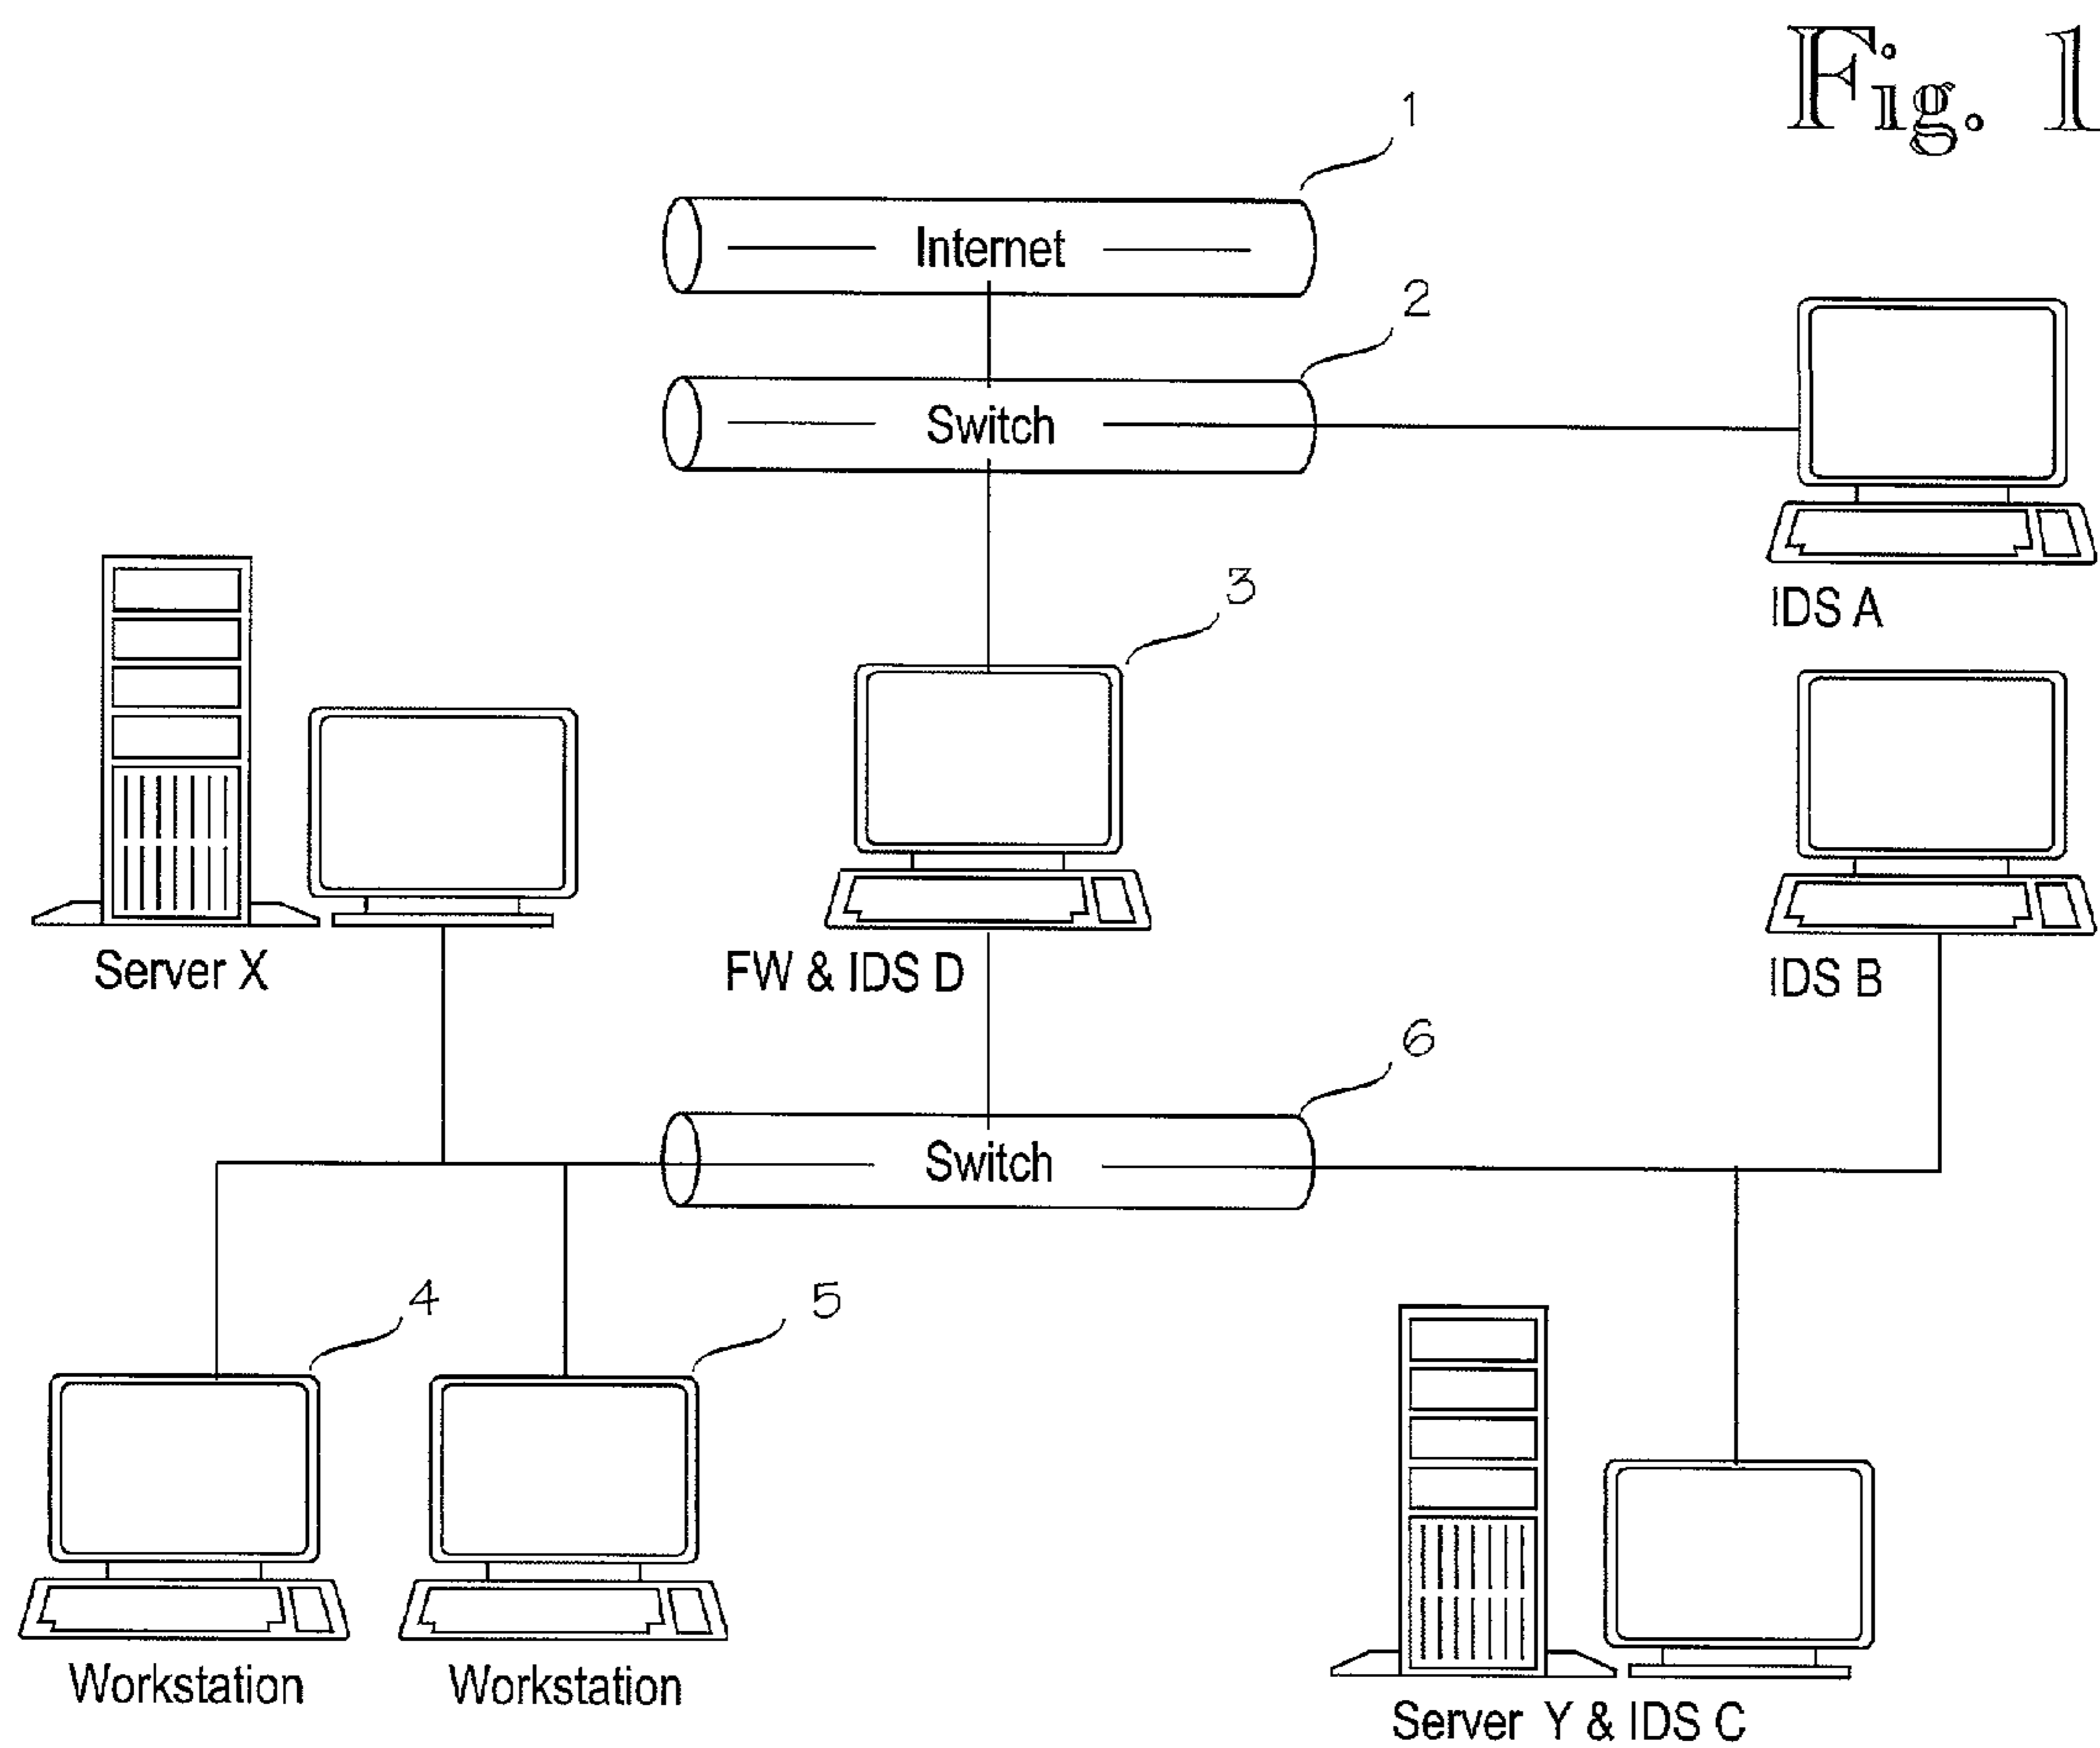 Fig. 1
1
Internet
2
Switch
IDS A
3
Server X
FW & IDS D
IDS B
6
Switch
4
5
Workstation
Workstation
Server Y & IDS C